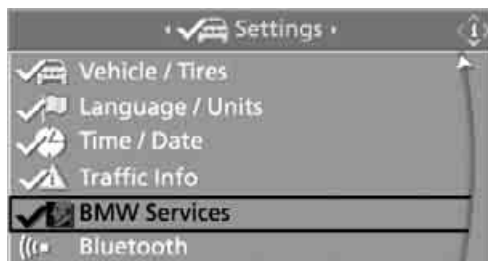 Settings
Vehicle / Tires
Language / Units
Time / Date
Traffic Info
BMW Services
Bluetooth